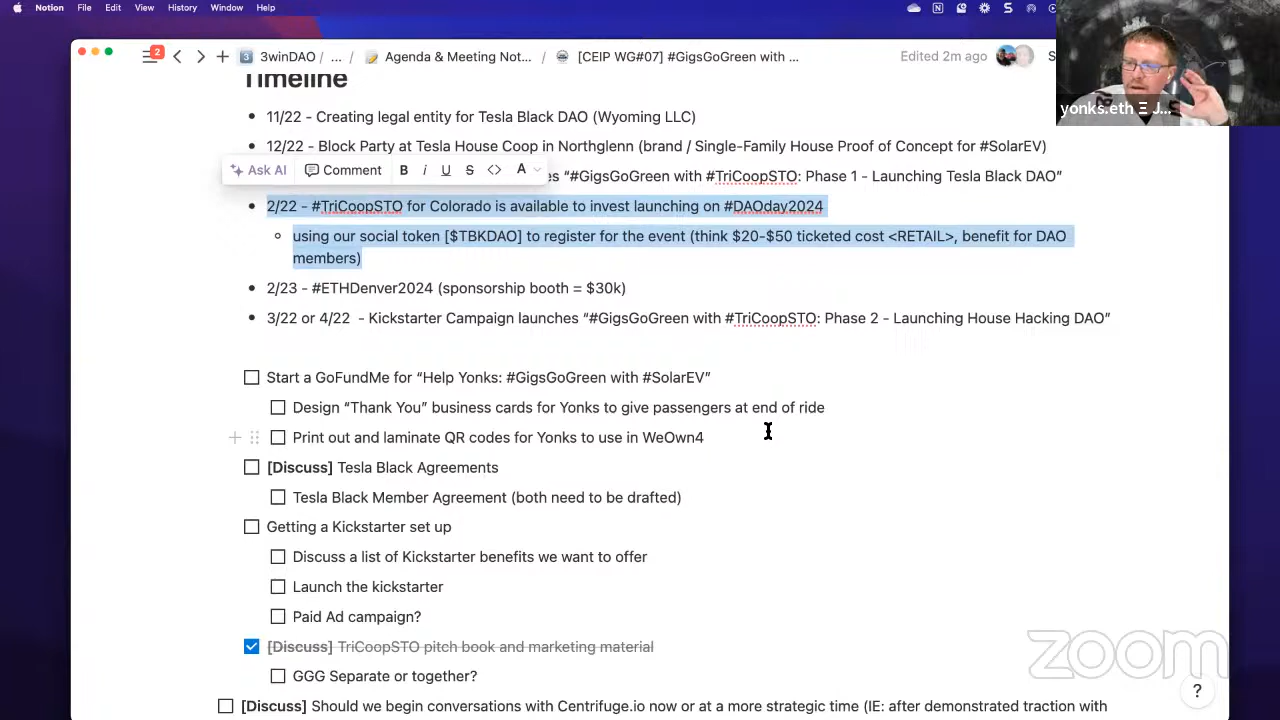 Notion File Edit View History Window Help
2
3winDAO / ... / Agenda & Meeting Not... / [CEIP WG#07] #GigsGoGreen with ... Edited 2m ago
yonks.eth Ξ J...
Timeline
11/22 - Creating legal entity for Tesla Black DAO (Wyoming LLC)
12/22 - Block Party at Tesla House Coop in Northglenn (brand / Single-Family House Proof of Concept for #SolarEV)
Ask AI Comment B i U S <> A
es “#GigsGoGreen with #TriCoopSTO: Phase 1 - Launching Tesla Black DAO”
2/22 - #TriCoopSTO for Colorado is available to invest launching on #DAOday2024
using our social token [$TBKDAO] to register for the event (think $20-$50 ticketed cost <RETAIL>, benefit for DAO
members)
2/23 - #ETHDenver2024 (sponsorship booth = $30k)
3/22 or 4/22 - Kickstarter Campaign launches “#GigsGoGreen with #TriCoopSTO: Phase 2 - Launching House Hacking DAO”
Start a GoFundMe for “Help Yonks: #GigsGoGreen with #SolarEV”
Design “Thank You” business cards for Yonks to give passengers at end of ride
Print out and laminate QR codes for Yonks to use in WeOwn4
[Discuss] Tesla Black Agreements
Tesla Black Member Agreement (both need to be drafted)
Getting a Kickstarter set up
Discuss a list of Kickstarter benefits we want to offer
Launch the kickstarter
Paid Ad campaign?
[Discuss] TriCoopSTO pitch book and marketing material
GGG Separate or together?
[Discuss] Should we begin conversations with Centrifuge.io now or at a more strategic time (IE: after demonstrated traction with
zoom
?